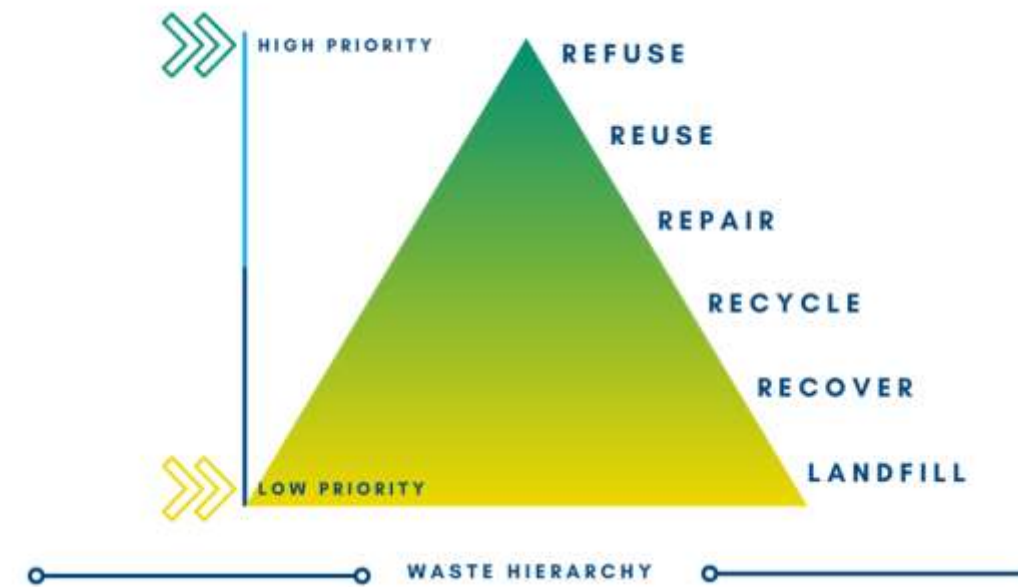 HIGH PRIORITY
REFUSE
REUSE
REPAIR
RECYCLE
RECOVER
LANDFILL
LOW PRIORITY
WASTE HIERARCHY